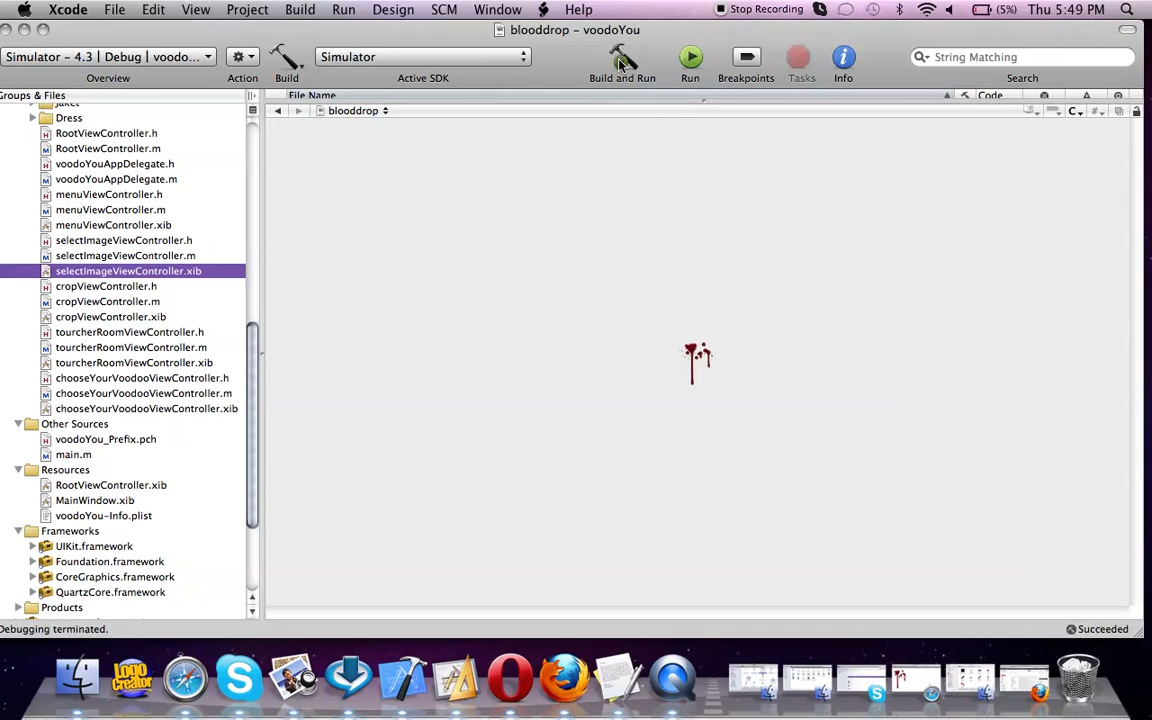 Xcode File Edit View Project Build Run Design SCM Window Help Stop Recording (5%) Thu 5:49 PM
blooddrop – voodoYou
Simulator - 4.3 | Debug | voodo... Simulator String Matching
Overview Action Build Active SDK Build and Run Run Breakpoints Tasks Info Search
Groups & Files File Name Code
blooddrop C #
Jaket
Dress
RootViewController.h
RootViewController.m
voodoYouAppDelegate.h
voodoYouAppDelegate.m
menuViewController.h
menuViewController.m
menuViewController.xib
selectImageViewController.h
selectImageViewController.m
selectImageViewController.xib
cropViewController.h
cropViewController.m
cropViewController.xib
tourcherRoomViewController.h
tourcherRoomViewController.m
tourcherRoomViewController.xib
chooseYourVoodooViewController.h
chooseYourVoodooViewController.m
chooseYourVoodooViewController.xib
Other Sources
voodoYou_Prefix.pch
main.m
Resources
RootViewController.xib
MainWindow.xib
voodoYou-Info.plist
Frameworks
UIKit.framework
Foundation.framework
CoreGraphics.framework
QuartzCore.framework
Products
Debugging terminated. Succeeded
LOGO Creator